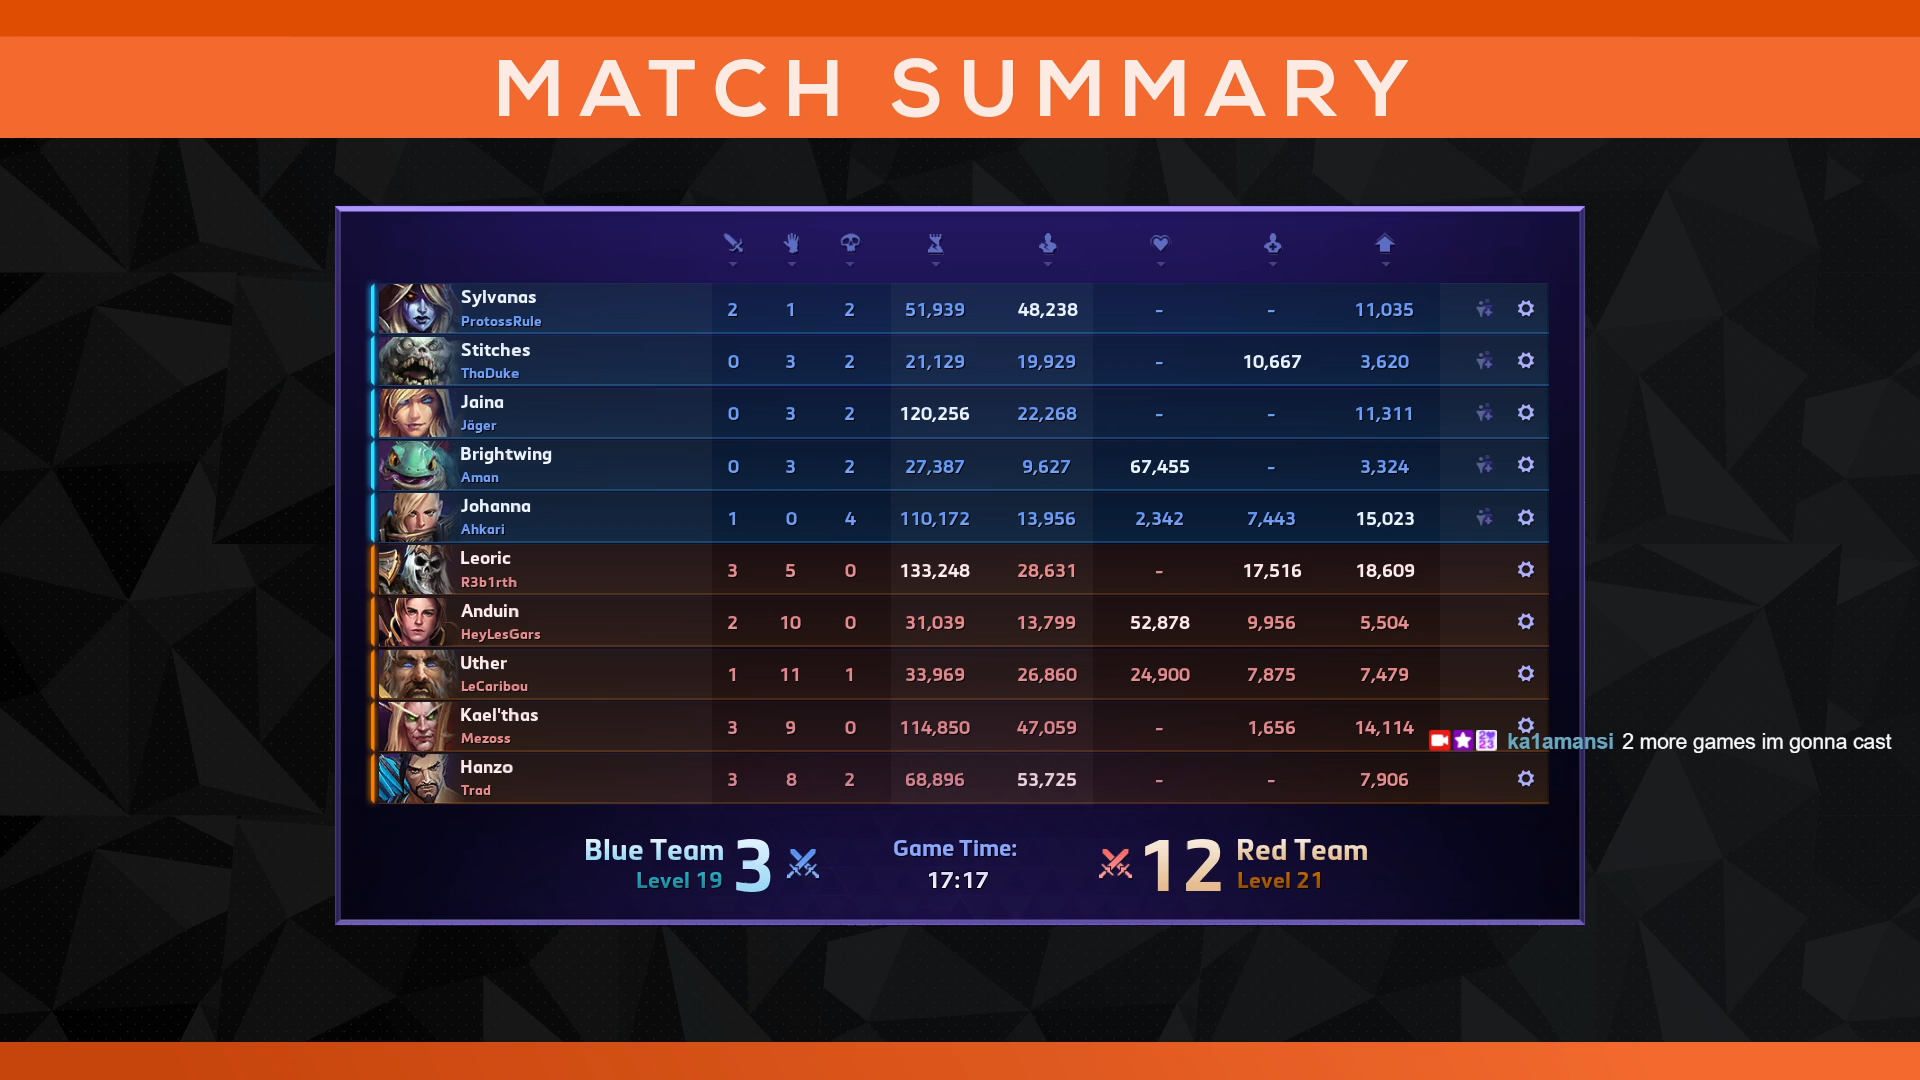 MATCH SUMMARY
Sylvanas
ProtossRule
2 1 2 51,939 48,238 - - 11,035
Stitches
ThaDuke
0 3 2 21,129 19,929 - 10,667 3,620
Jaina
Jäger
0 3 2 120,256 22,268 - - 11,311
Brightwing
Aman
0 3 2 27,387 9,627 67,455 - 3,324
Johanna
Ahkari
1 0 4 110,172 13,956 2,342 7,443 15,023
Leoric
R3b1rth
3 5 0 133,248 28,631 - 17,516 18,609
Anduin
HeyLesGars
2 10 0 31,039 13,799 52,878 9,956 5,504
Uther
LeCaribou
1 11 1 33,969 26,860 24,900 7,875 7,479
Kael'thas
Mezoss
3 9 0 114,850 47,059 - 1,656 14,114
ka1amansi 2 more games im gonna cast
Hanzo
Trad
3 8 2 68,896 53,725 - - 7,906
Blue Team 3
Level 19
Game Time:
17:17
12 Red Team
Level 21